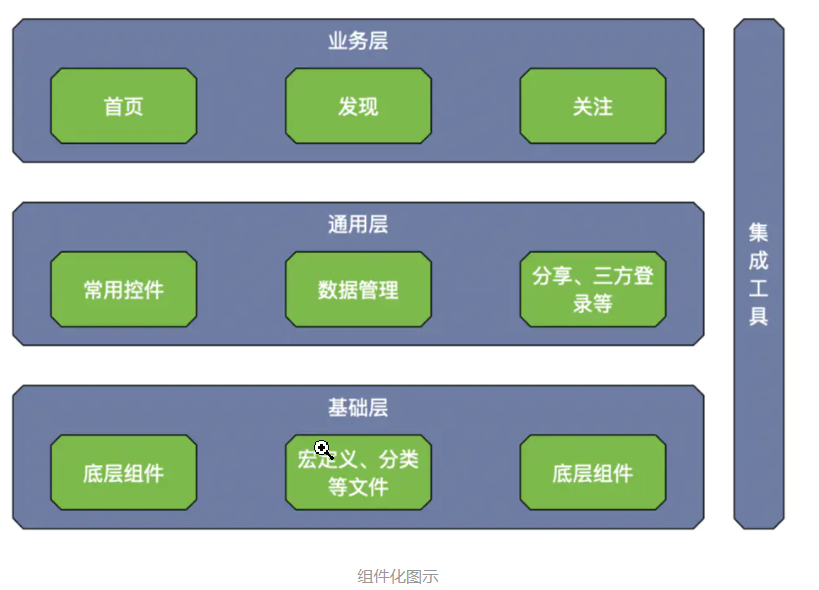 业务层
首页
发现
关注
通用层
常用控件
数据管理
分享、三方登
录等
基础层
底层组件
宏定义、分类
等文件
底层组件
集
成
工
具
组件化图示